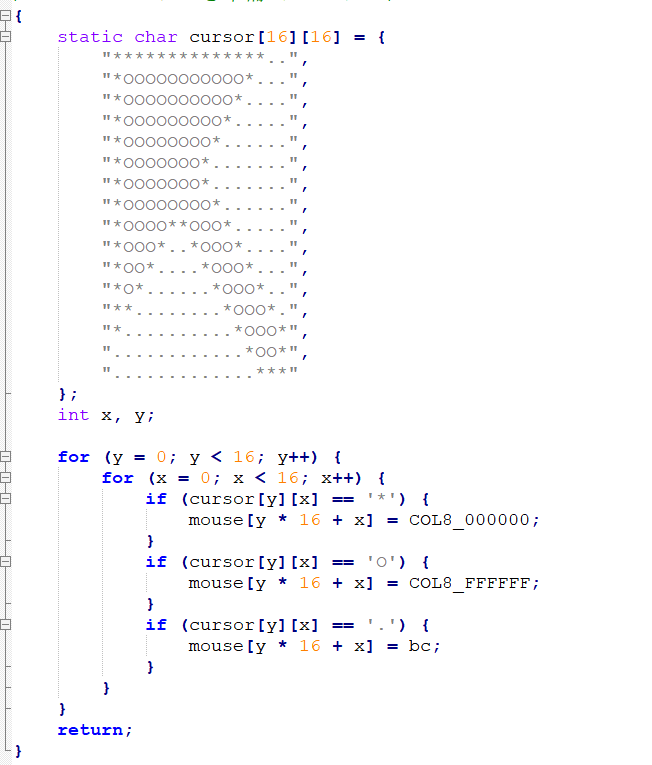 {
    static char cursor[16][16] = {
        "**************..",
        "*OOOOOOOOOOO*...",
        "*OOOOOOOOOO*....",
        "*OOOOOOOOO*.....",
        "*OOOOOOOO*......",
        "*OOOOOOO*.......",
        "*OOOOOOO*.......",
        "*OOOOOOOO*......",
        "*OOOO**OOO*.....",
        "*OOO*..*OOO*....",
        "*OO*....*OOO*...",
        "*O*......*OOO*..",
        "**........*OOO*.",
        "*..........*OOO*",
        "............*OO*",
        ".............***"
    };
    int x, y;

    for (y = 0; y < 16; y++) {
        for (x = 0; x < 16; x++) {
            if (cursor[y][x] == '*') {
                mouse[y * 16 + x] = COL8_000000;
            }
            if (cursor[y][x] == 'O') {
                mouse[y * 16 + x] = COL8_FFFFFF;
            }
            if (cursor[y][x] == '.') {
                mouse[y * 16 + x] = bc;
            }
        }
    }
    return;
}